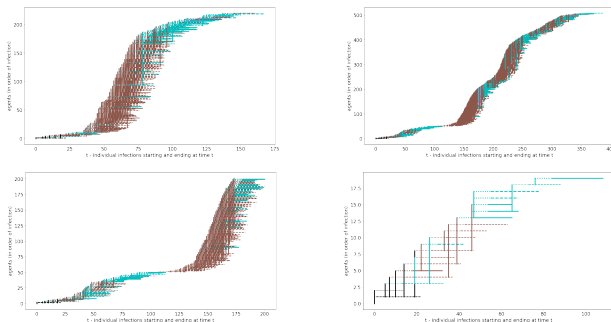 200
150
100
50
0
agents (in order of infection)
0 25 50 75 100 125 150 175
t - individual infections starting and ending at time t
500
400
300
200
100
0
agents (in order of infection)
0 50 100 150 200 250 300 350 400
t - individual infections starting and ending at time t
200
175
150
125
100
75
50
25
0
agents (in order of infection)
0 25 50 75 100 125 150 175 200
t - individual infections starting and ending at time t
17.5
15.0
12.5
10.0
7.5
5.0
2.5
0.0
agents (in order of infection)
0 20 40 60 80 100
t - individual infections starting and ending at time t